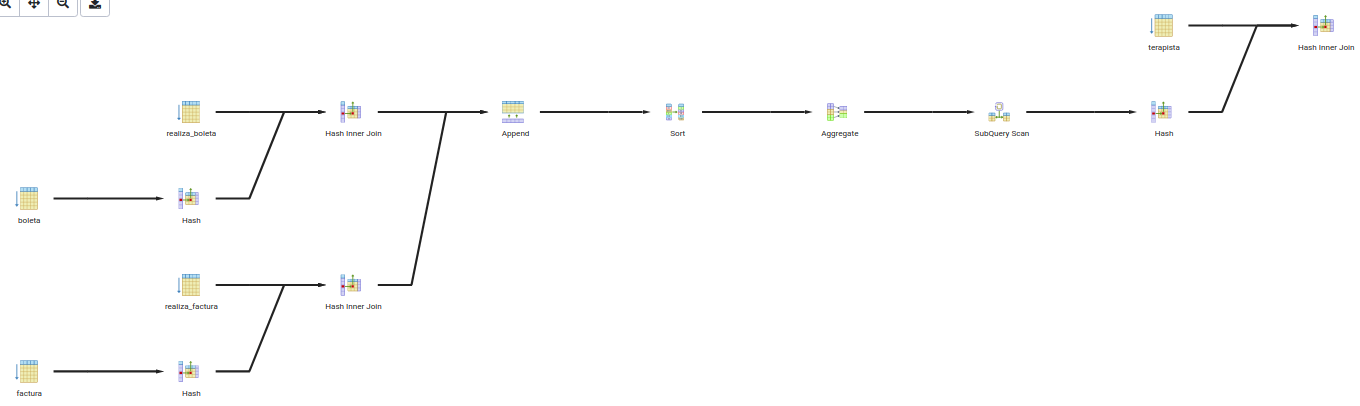 terapista
Hash Inner Join
realiza_boleta
Hash Inner Join
Append
Sort
Aggregate
SubQuery Scan
Hash
boleta
Hash
realiza_factura
Hash Inner Join
factura
Hash